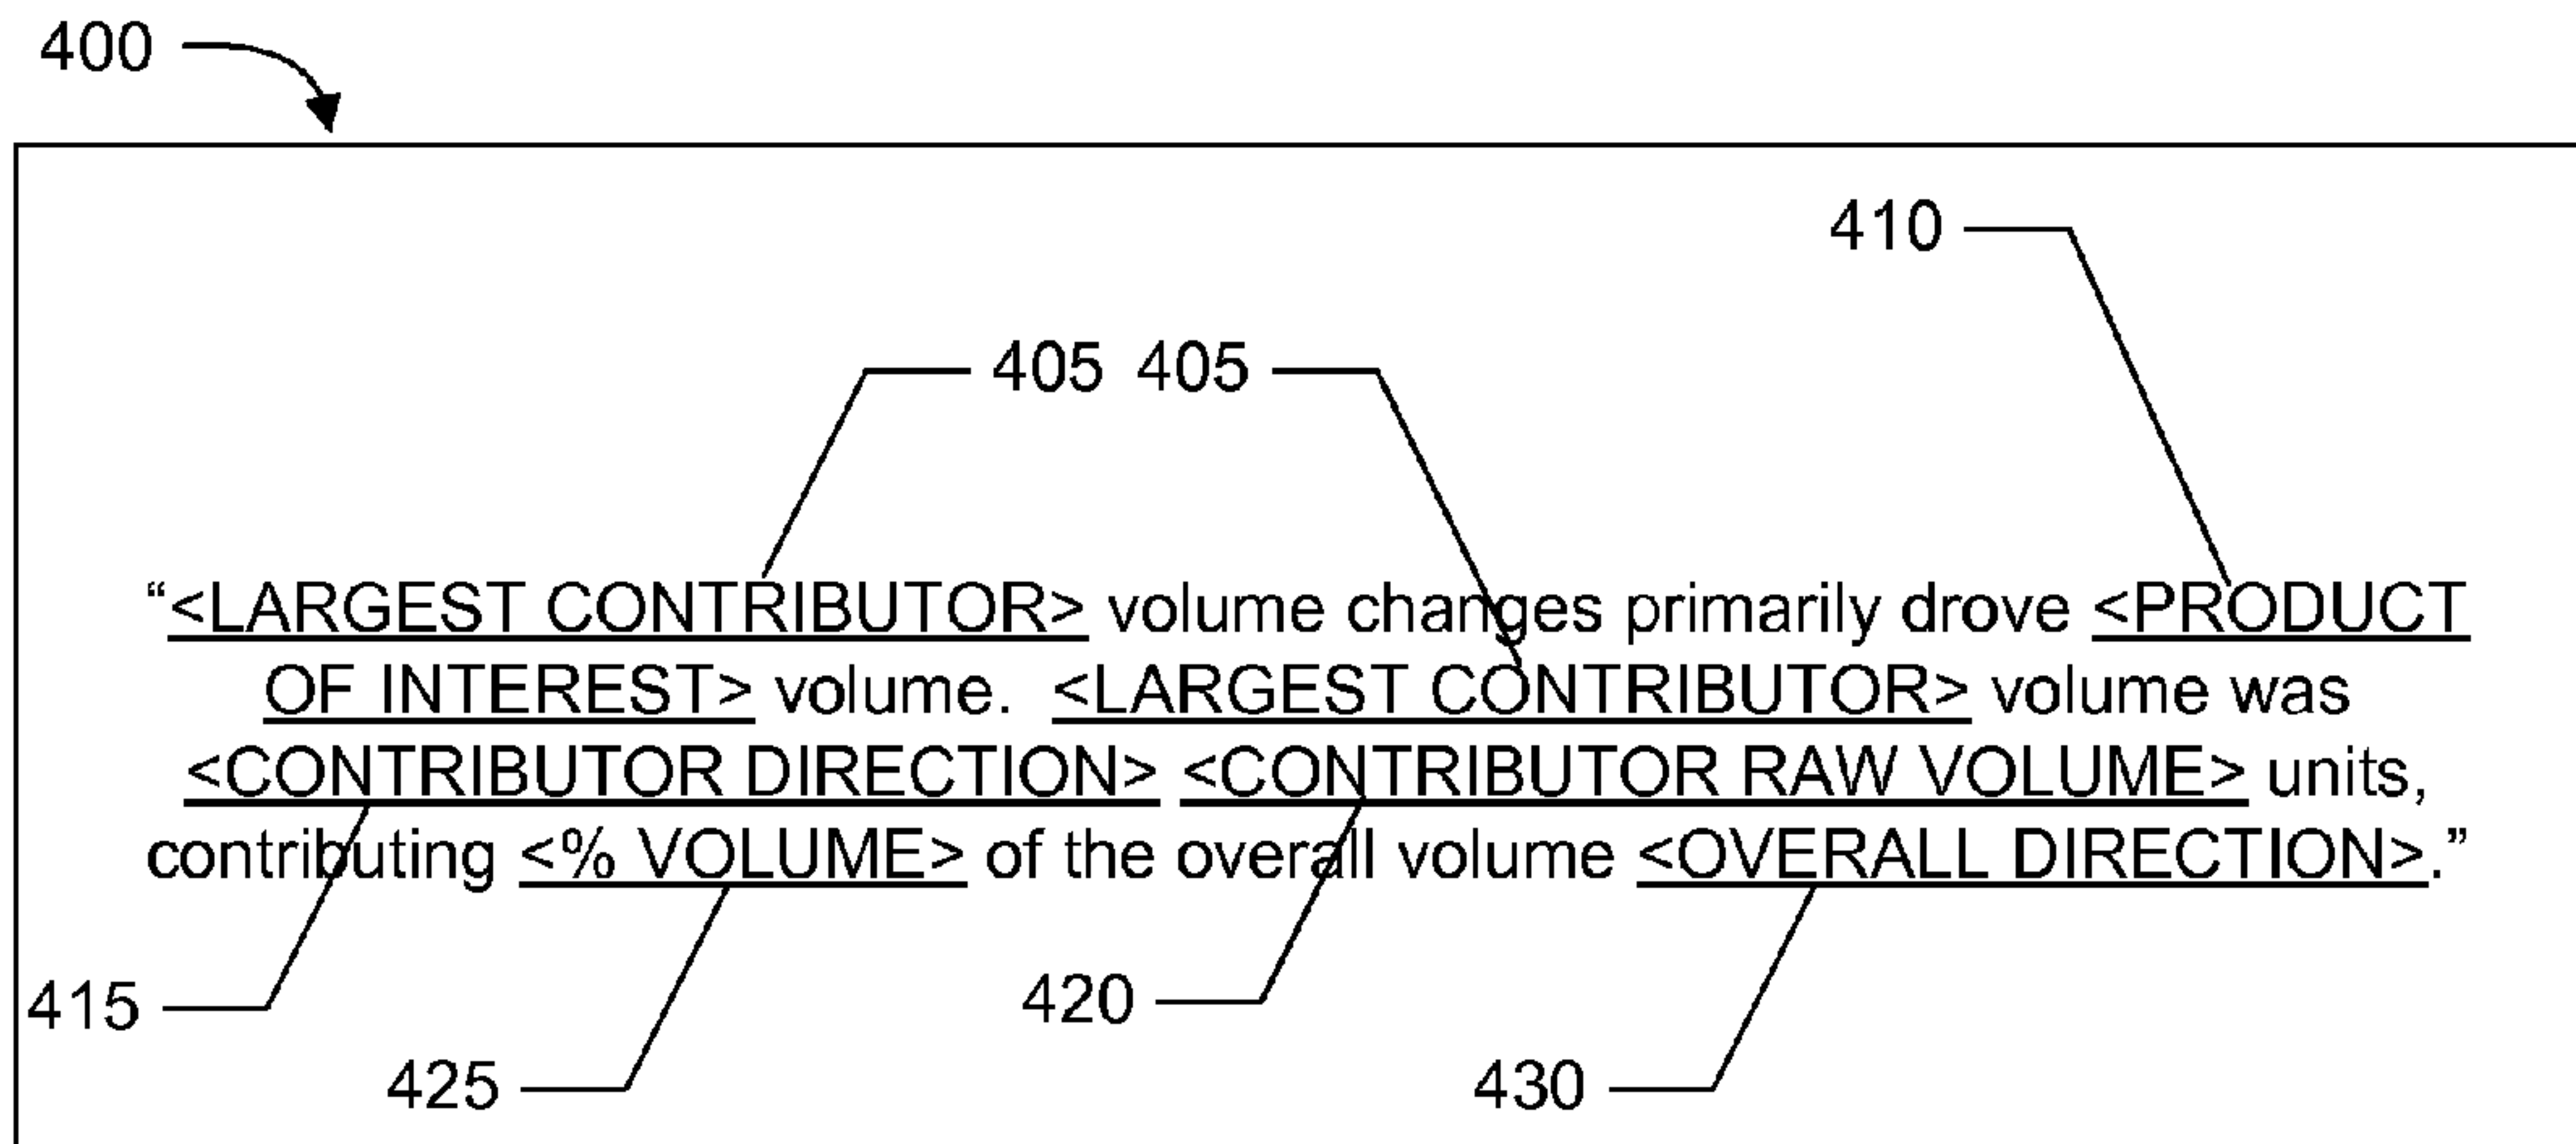 400
410
405 405
“<LARGEST CONTRIBUTOR> volume changes primarily drove <PRODUCT
OF INTEREST> volume. <LARGEST CONTRIBUTOR> volume was
<CONTRIBUTOR DIRECTION> <CONTRIBUTOR RAW VOLUME> units,
contributing <% VOLUME> of the overall volume <OVERALL DIRECTION>.”
415 420
425 430